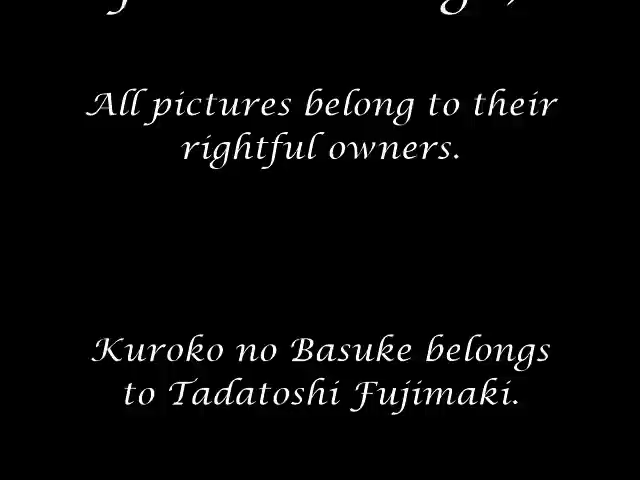 All pictures belong to their
rightful owners.
Kuroko no Basuke belongs
to Tadatoshi Fujimaki.